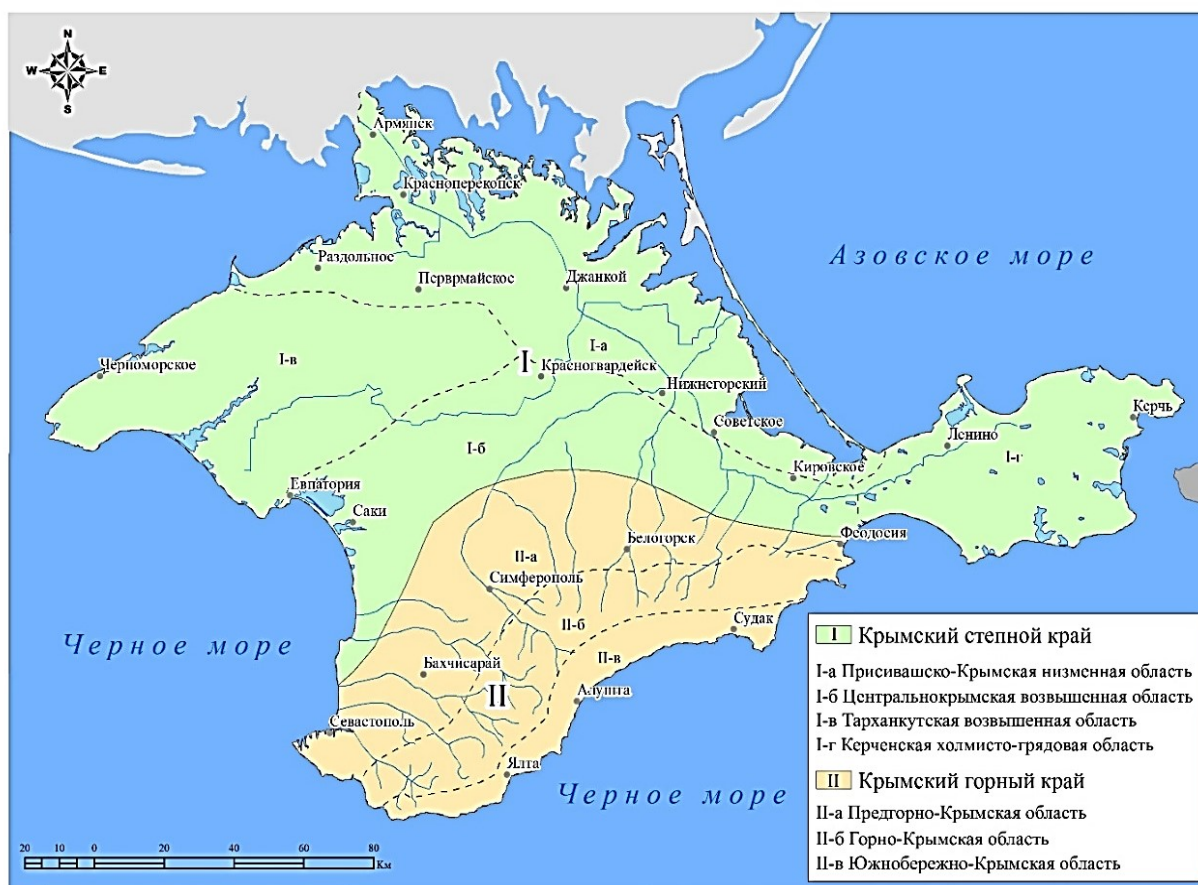 N
W E
S
Армянск
Красноперекопск
Азовское море
Раздольное
Перврмайское
Джанкой
I-в
I-а
Черноморское
I
Красногвардейск
Нижнегорский
Керчь
Советское
Ленино
I-б
I-г
Кировское
Евпатория
Саки
Феодосия
Белогорск
II-а
Симферополь
Судак
II-б
Черное море
II-в
Бахчисарай
II
Алушта
Севастополь
Ялта
Черное море
I Крымский степной край
I-а Присивашско-Крымская низменная область
I-б Центральнокрымская возвышенная область
I-в Тарханкутская возвышенная область
I-г Керченская холмисто-грядовая область
II Крымский горный край
II-а Предгорно-Крымская область
II-б Горно-Крымская область
II-в Южнобережно-Крымская область
20 10 0 20 40 60 80
Км